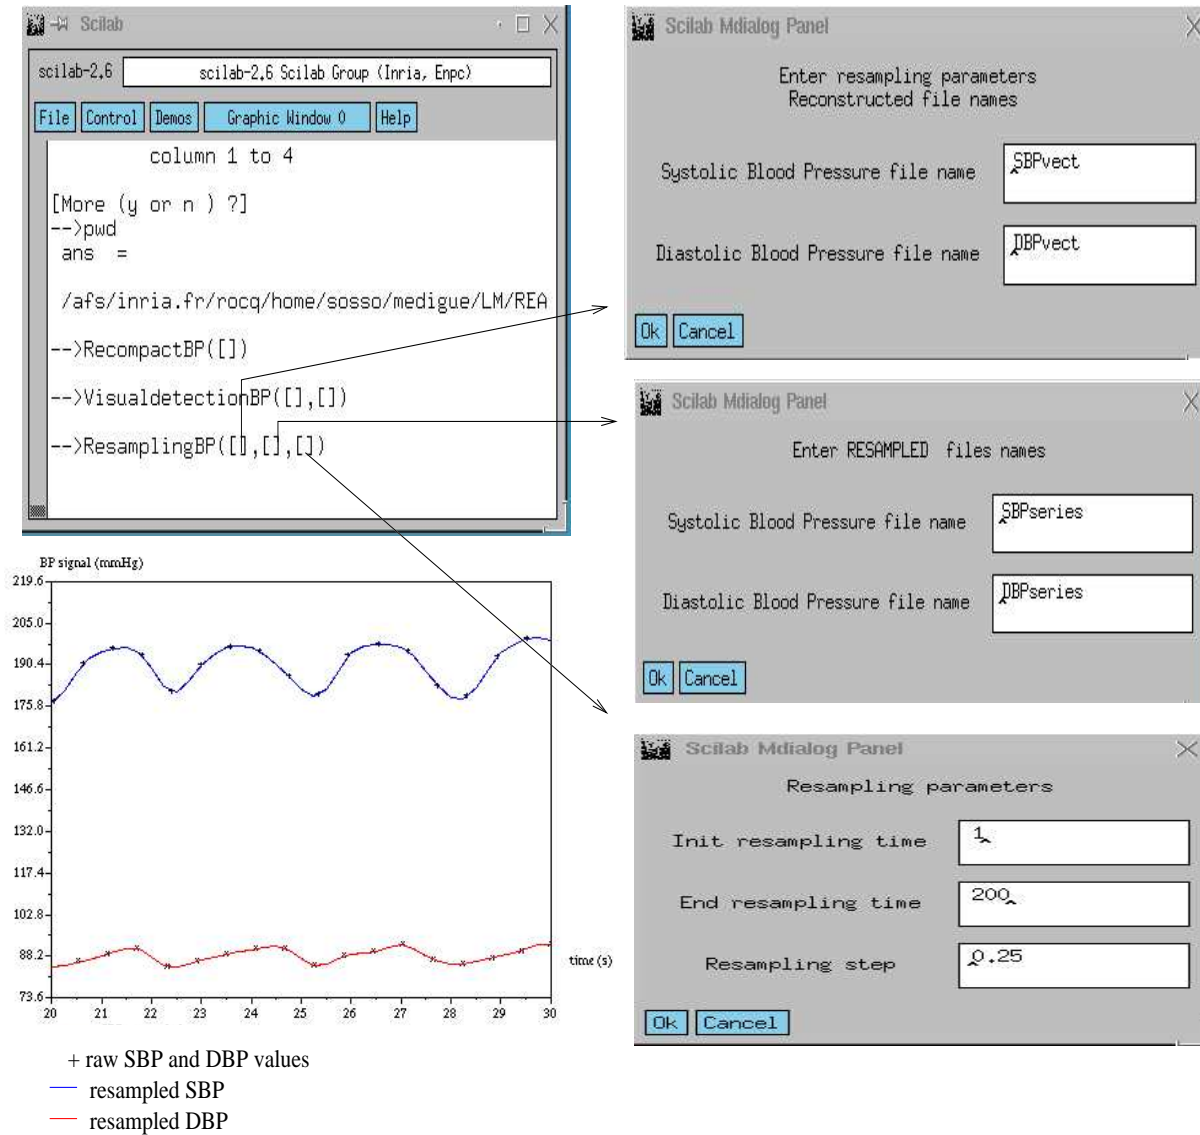 Scilab
scilab-2.6
scilab-2.6 Scilab Group (Inria, Enpc)
File Control Demos Graphic Window 0 Help
column 1 to 4
[More (y or n ) ?]
-->pwd
ans =
/afs/inria.fr/rocq/home/sosso/medigue/LM/REA
-->RecompactBP([])
-->VisualdetectionBP([],[])
-->ResamplingBP([],[],[])
Scilab Mdialog Panel
Enter resampling parameters
Reconstructed file names
Systolic Blood Pressure file name SBPvect
Diastolic Blood Pressure file name DBPvect
Ok Cancel
Scilab Mdialog Panel
Enter RESAMPLED files names
Systolic Blood Pressure file name SBPseries
Diastolic Blood Pressure file name DBPseries
Ok Cancel
Scilab Mdialog Panel
Resampling parameters
Init resampling time 1
End resampling time 200
Resampling step 0.25
Ok Cancel
BP signal (mmHg)
219.6
205.0
190.4
175.8
161.2
146.6
132.0
117.4
102.8
88.2
73.6
20 21 22 23 24 25 26 27 28 29 30
time (s)
+ raw SBP and DBP values
resampled SBP
resampled DBP